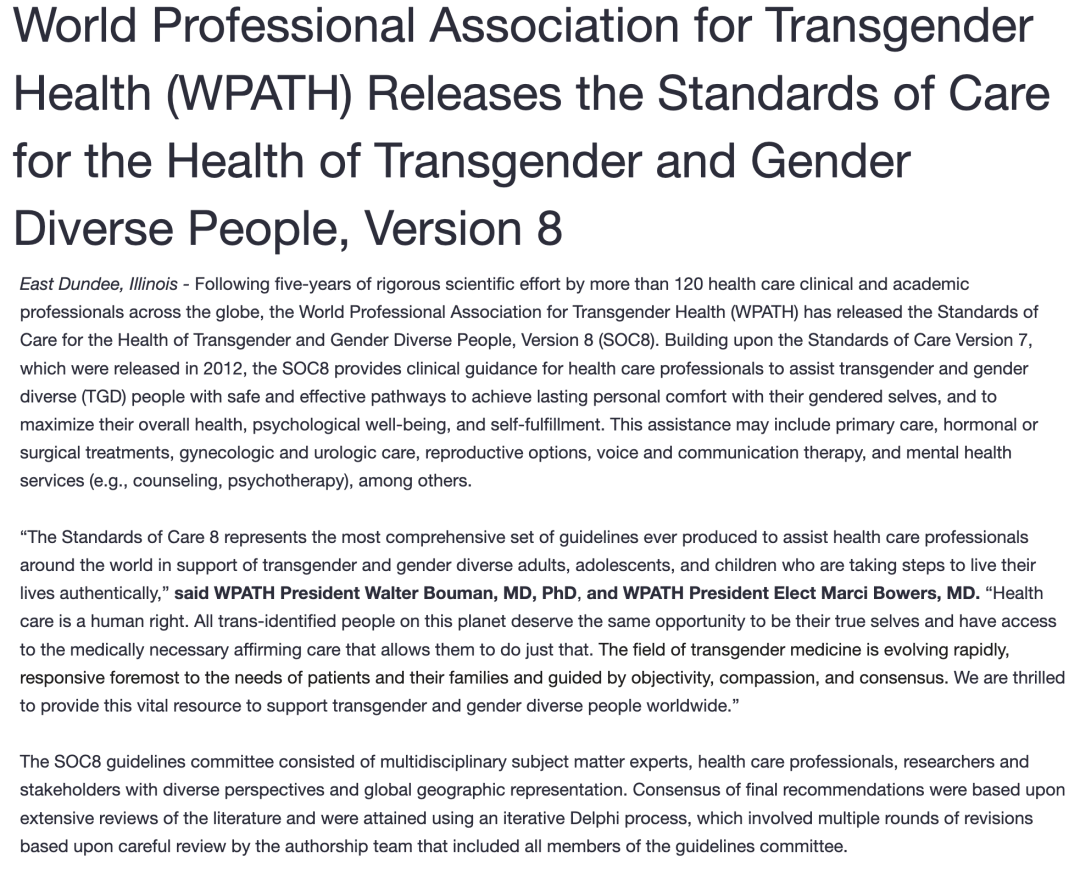 World Professional Association for Transgender
Health (WPATH) Releases the Standards of Care
for the Health of Transgender and Gender
Diverse People, Version 8
East Dundee, Illinois - Following five-years of rigorous scientific effort by more than 120 health care clinical and academic
professionals across the globe, the World Professional Association for Transgender Health (WPATH) has released the Standards of
Care for the Health of Transgender and Gender Diverse People, Version 8 (SOC8). Building upon the Standards of Care Version 7,
which were released in 2012, the SOC8 provides clinical guidance for health care professionals to assist transgender and gender
diverse (TGD) people with safe and effective pathways to achieve lasting personal comfort with their gendered selves, and to
maximize their overall health, psychological well-being, and self-fulfillment. This assistance may include primary care, hormonal or
surgical treatments, gynecologic and urologic care, reproductive options, voice and communication therapy, and mental health
services (e.g., counseling, psychotherapy), among others.
“The Standards of Care 8 represents the most comprehensive set of guidelines ever produced to assist health care professionals
around the world in support of transgender and gender diverse adults, adolescents, and children who are taking steps to live their
lives authentically,” said WPATH President Walter Bouman, MD, PhD, and WPATH President Elect Marci Bowers, MD. “Health
care is a human right. All trans-identified people on this planet deserve the same opportunity to be their true selves and have access
to the medically necessary affirming care that allows them to do just that. The field of transgender medicine is evolving rapidly,
responsive foremost to the needs of patients and their families and guided by objectivity, compassion, and consensus. We are thrilled
to provide this vital resource to support transgender and gender diverse people worldwide.”
The SOC8 guidelines committee consisted of multidisciplinary subject matter experts, health care professionals, researchers and
stakeholders with diverse perspectives and global geographic representation. Consensus of final recommendations were based upon
extensive reviews of the literature and were attained using an iterative Delphi process, which involved multiple rounds of revisions
based upon careful review by the authorship team that included all members of the guidelines committee.